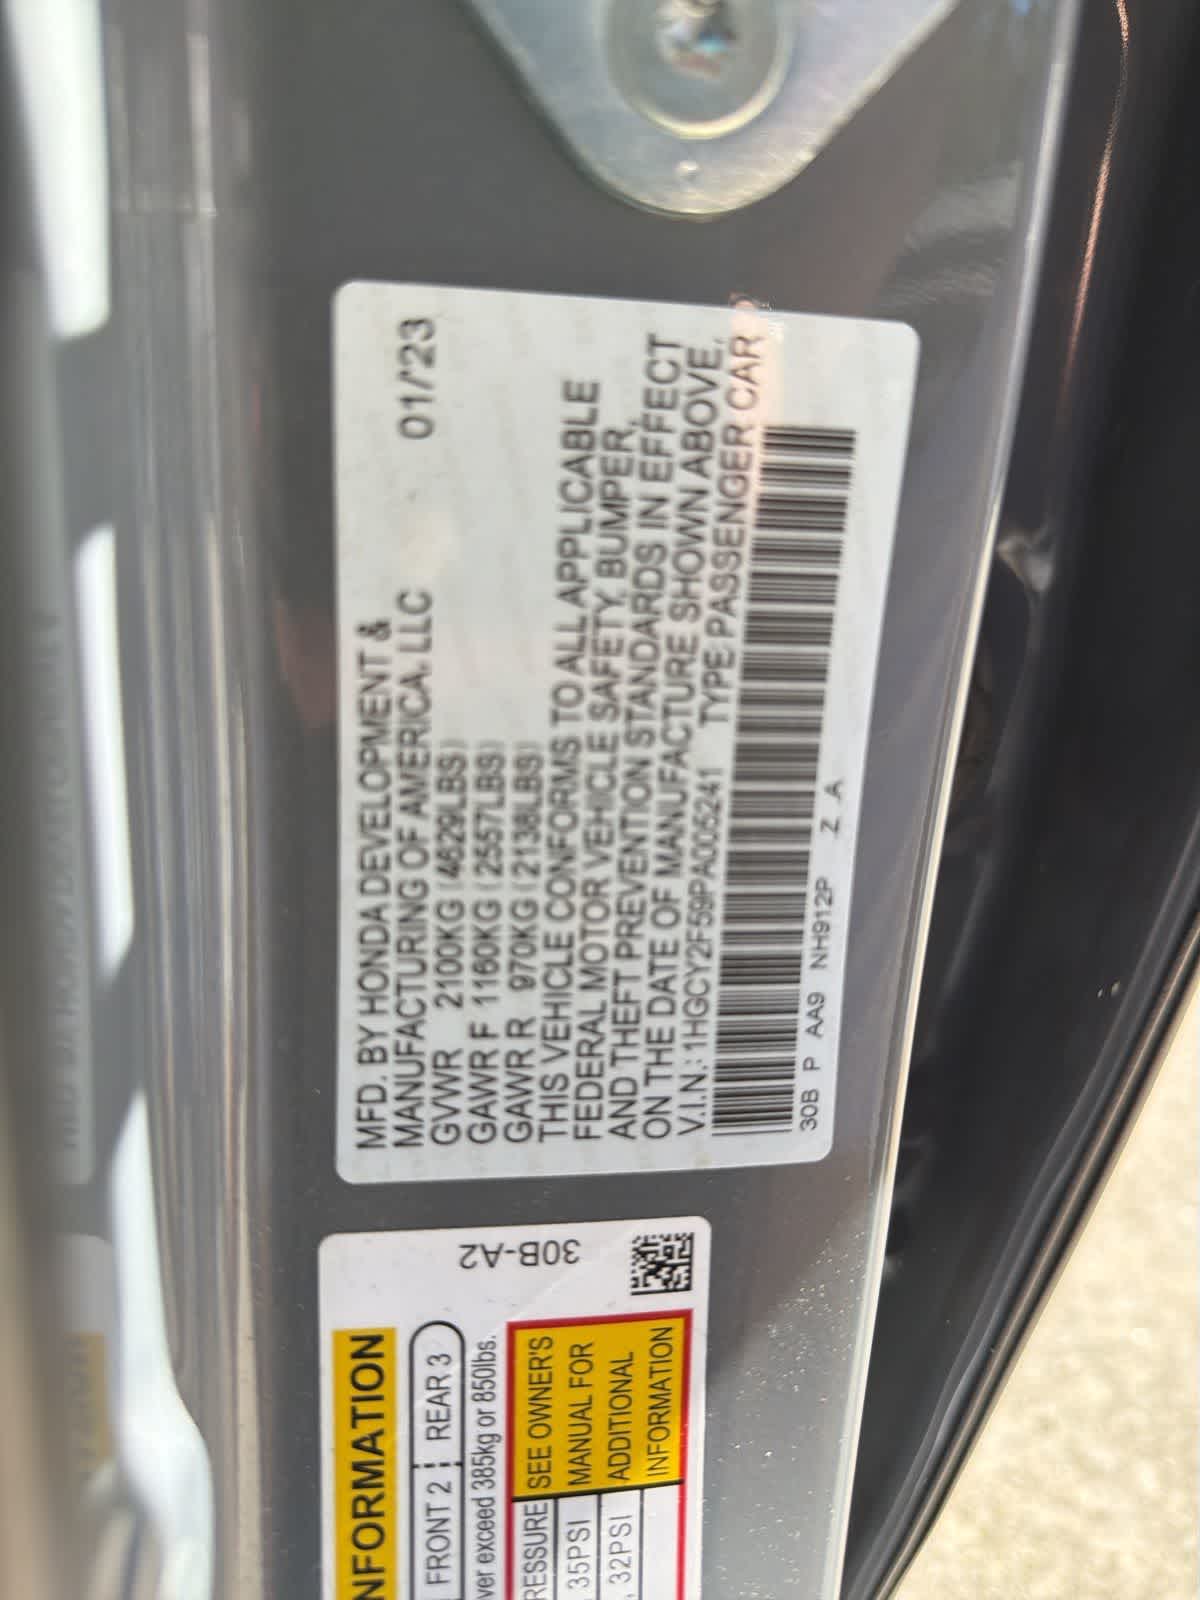 MFD. BY HONDA DEVELOPMENT &
MANUFACTURING OF AMERICA, LLC 01/'23
GVWR 2100KG (4629LBS)
GAWR F 1160KG (2557LBS)
GAWR R 970KG (2138LBS)
THIS VEHICLE CONFORMS TO ALL APPLICABLE
FEDERAL MOTOR VEHICLE SAFETY, BUMPER,
AND THEFT PREVENTION STANDARDS IN EFFECT
ON THE DATE OF MANUFACTURE SHOWN ABOVE.
V.I.N.: 1HGCY2F59PA005241 TYPE:PASSENGER CAR
30B P AA9 NH912P Z A
30B-A2
NFORMATION
FRONT 2 REAR 3
ver exceed 385kg or 850lbs.
RESSURE SEE OWNER'S
35PSI MANUAL FOR
, 32PSI ADDITIONAL
INFORMATION